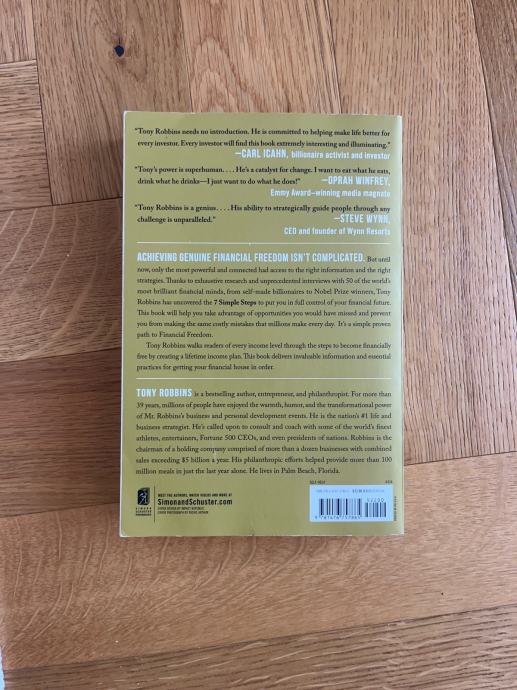 "Tony Robbins needs no introduction. He is committed to helping make life better for
every investor. Every investor will find this book extremely interesting and illuminating."
—CARL ICAHN, billionaire activist and investor
"Tony's power is superhuman. . . . He's a catalyst for change. I want to eat what he eats,
drink what he drinks—I just want to do what he does!" —OPRAH WINFREY,
Emmy Award–winning media magnate
"Tony Robbins is a genius. . . . His ability to strategically guide people through any
challenge is unparalleled." —STEVE WYNN,
CEO and founder of Wynn Resorts
ACHIEVING GENUINE FINANCIAL FREEDOM ISN'T COMPLICATED. But until
now, only the most powerful and connected had access to the right information and the right
strategies. Thanks to exhaustive research and unprecedented interviews with 50 of the world's
most brilliant financial minds, from self-made billionaires to Nobel Prize winners, Tony
Robbins has uncovered the 7 Simple Steps to put you in full control of your financial future.
This book will help you take advantage of opportunities you would have missed and prevent
you from making the same costly mistakes that millions make every day. It's a simple proven
path to Financial Freedom.
Tony Robbins walks readers of every income level through the steps to become financially
free by creating a lifetime income plan. This book delivers invaluable information and essential
practices for getting your financial house in order.
TONY ROBBINS is a bestselling author, entrepreneur, and philanthropist. For more than
39 years, millions of people have enjoyed the warmth, humor, and the transformational power
of Mr. Robbins's business and personal development events. He is the nation's #1 life and
business strategist. He's called upon to consult and coach with some of the world's finest
athletes, entertainers, Fortune 500 CEOs, and even presidents of nations. Robbins is the
chairman of a holding company comprised of more than a dozen businesses with combined
sales exceeding $5 billion a year. His philanthropic efforts helped provide more than 100
million meals in just the last year alone. He lives in Palm Beach, Florida.
MEET THE AUTHORS, WATCH VIDEOS AND MORE AT
SimonandSchuster.com
SIMON &
SCHUSTER
PAPERBACKS
9 781476 757865